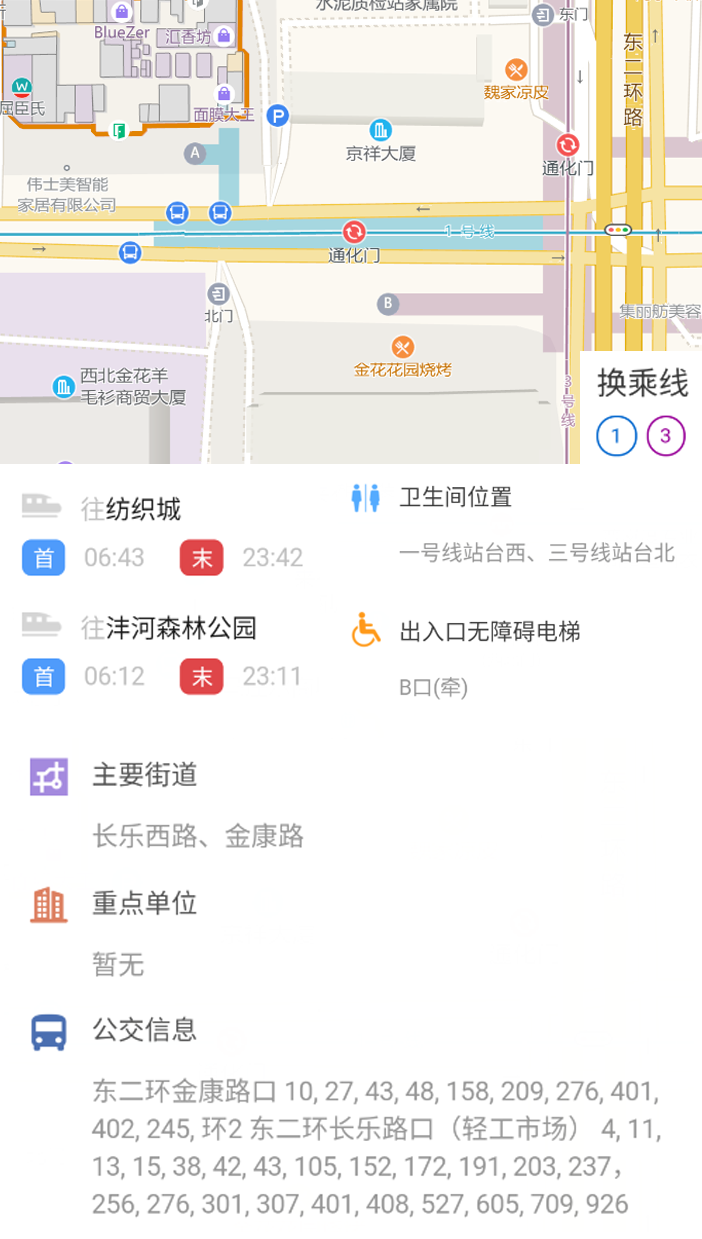 水泥质检站家属院
东门
BlueZer
汇香坊
东二环路
W
屈臣氏
面膜大王
P
魏家凉皮
京祥大厦
通化门
A
伟士美智能
家居有限公司
1号线
通化门
北门
B
集丽舫美容
金花花园烧烤
西北金花羊
毛衫商贸大厦
3号线
换乘线
1 3
往纺织城
首 06:43 末 23:42
往沣河森林公园
首 06:12 末 23:11
卫生间位置
一号线站台西、三号线站台北
出入口无障碍电梯
B口(牵)
主要街道
长乐西路、金康路
重点单位
暂无
公交信息
东二环金康路口 10, 27, 43, 48, 158, 209, 276, 401,
402, 245, 环2 东二环长乐路口（轻工市场） 4, 11,
13, 15, 38, 42, 43, 105, 152, 172, 191, 203, 237，
256, 276, 301, 307, 401, 408, 527, 605, 709, 926